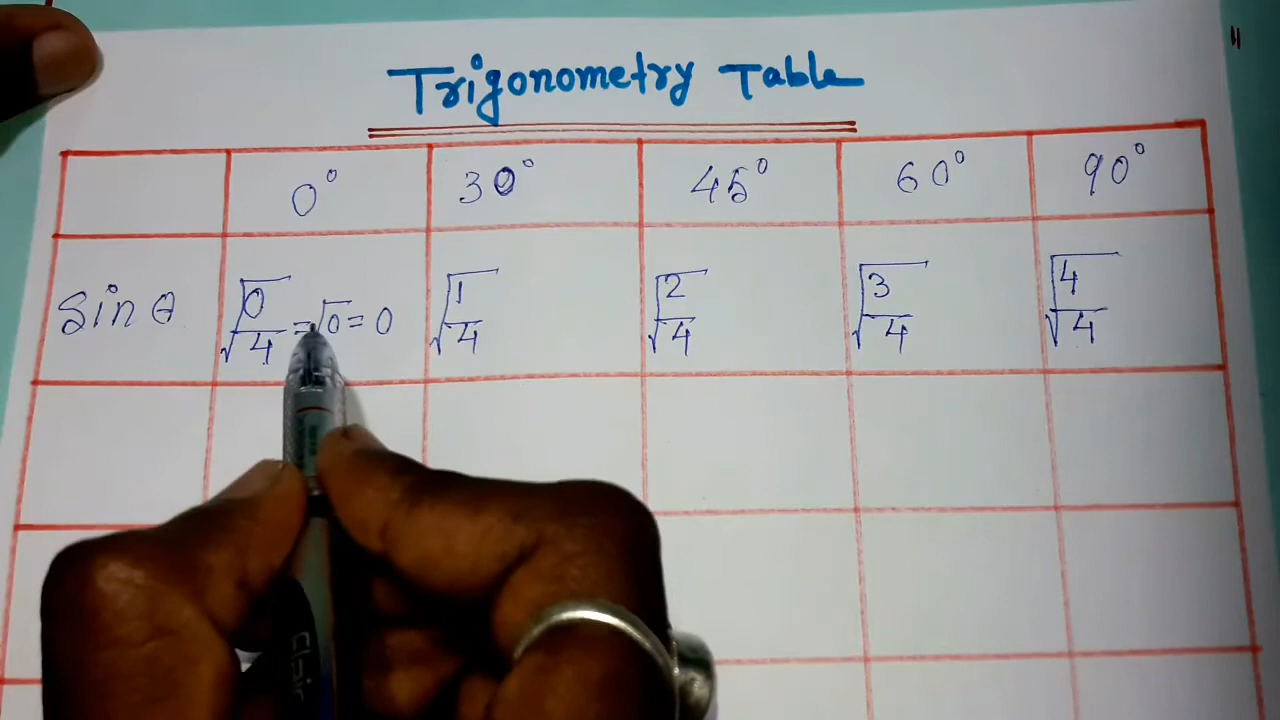 Trigonometry Table
0° 30° 45° 60° 90°
Sin θ √0/4 = √0 = 0 √1/4 √2/4 √3/4 √4/4
Clair